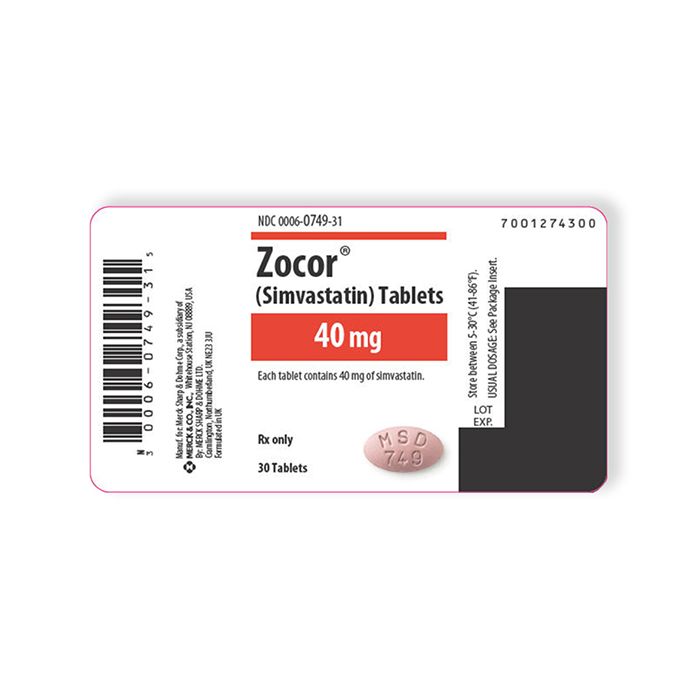 NDC 0006-0749-31
7001274300
Zocor®
(Simvastatin) Tablets
40 mg
Each tablet contains 40 mg of simvastatin.
Rx only
30 Tablets
MSD
749
Store between 5-30°C (41-86°F).
USUAL DOSAGE: See Package Insert.
LOT
EXP.
N
3 0006-0749-31 5
Manuf. for: Merck Sharp & Dohme Corp., a subsidiary of
MERCK & CO., INC., Whitehouse Station, NJ 08889, USA
By: MERCK SHARP & DOHME LTD.
Cramlington, Northumberland, UK NE23 3JU
Formulated in UK